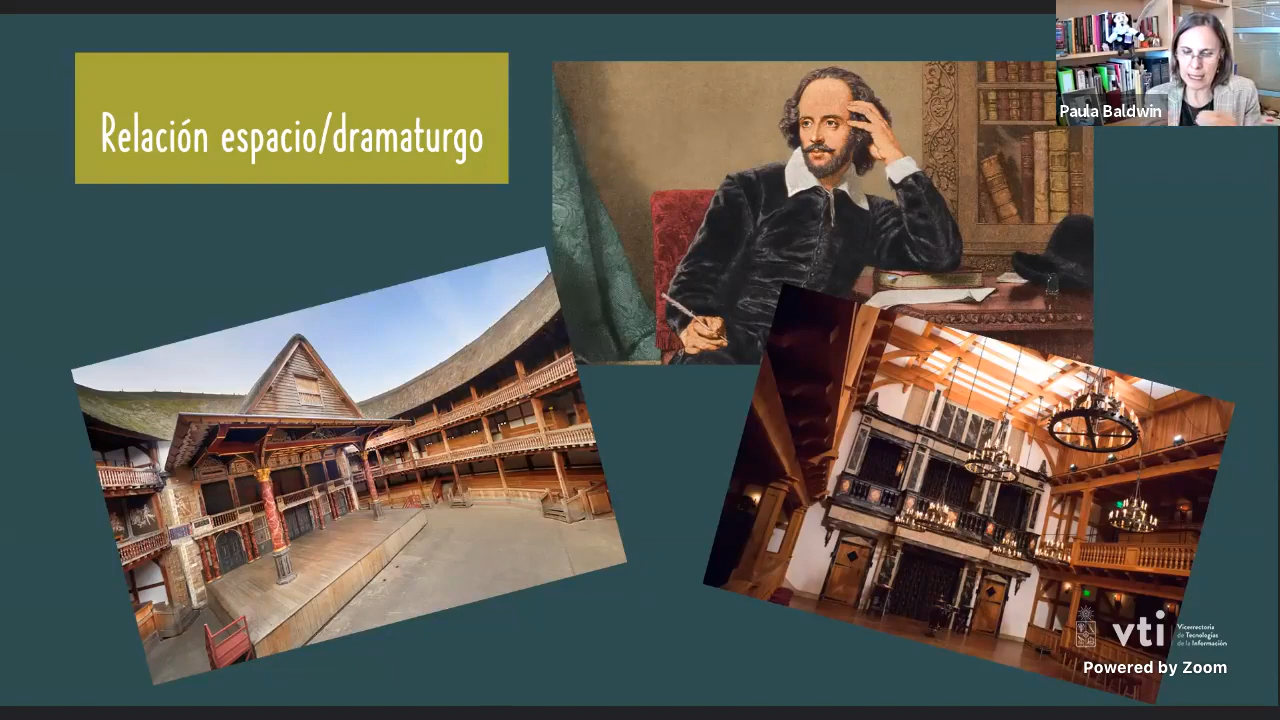 Relación espacio/dramaturgo
Paula Baldwin
vti
Vicerrectoría
de Tecnologías
de la Información
Powered by Zoom